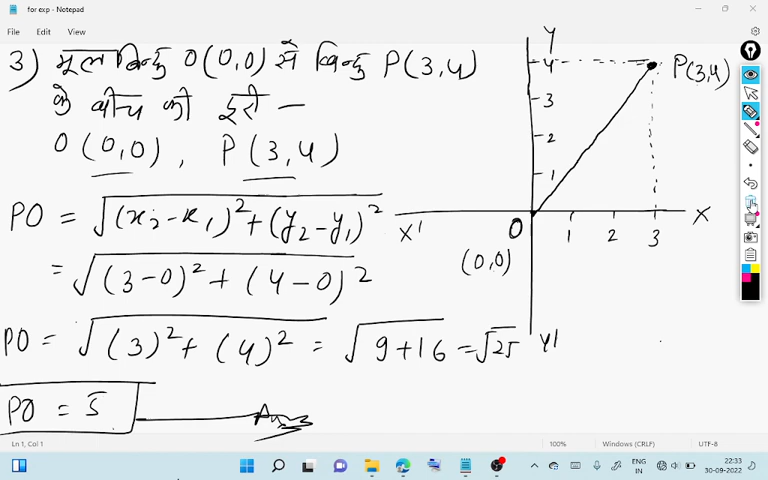 for exp - Notepad
File Edit View
3) मूल बिन्दु O(0,0) से बिन्दु P(3,4)
के बीच की दूरी —
O (0,0) , P (3,4)
PO = √(x₂-x₁)²+(y₂-y₁)²
= √(3-0)² + (4-0)²
PO = √(3)² + (4)² = √9+16 = √25
PO = 5 Ans
Y
4
P(3,4)
3
2
1
X' O 1 2 3 X
(0,0)
Y'
Ln 1, Col 1 100% Windows (CRLF) UTF-8
ENG
IN
22:33
30-09-2022